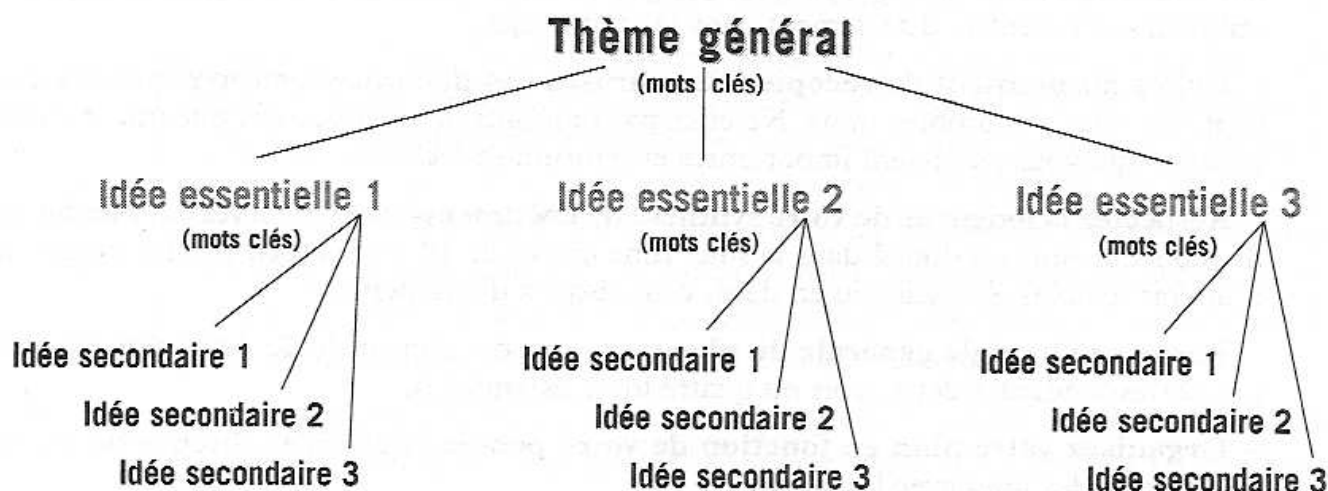 Thème général
(mots clés)
Idée essentielle 1
Idée essentielle 2
Idée essentielle 3
(mots clés)
(mots clés)
(mots clés)
Idée secondaire 1
Idée secondaire 1
Idée secondaire 1
Idée secondaire 2
Idée secondaire 2
Idée secondaire 2
Idée secondaire 3
Idée secondaire 3
Idée secondaire 3